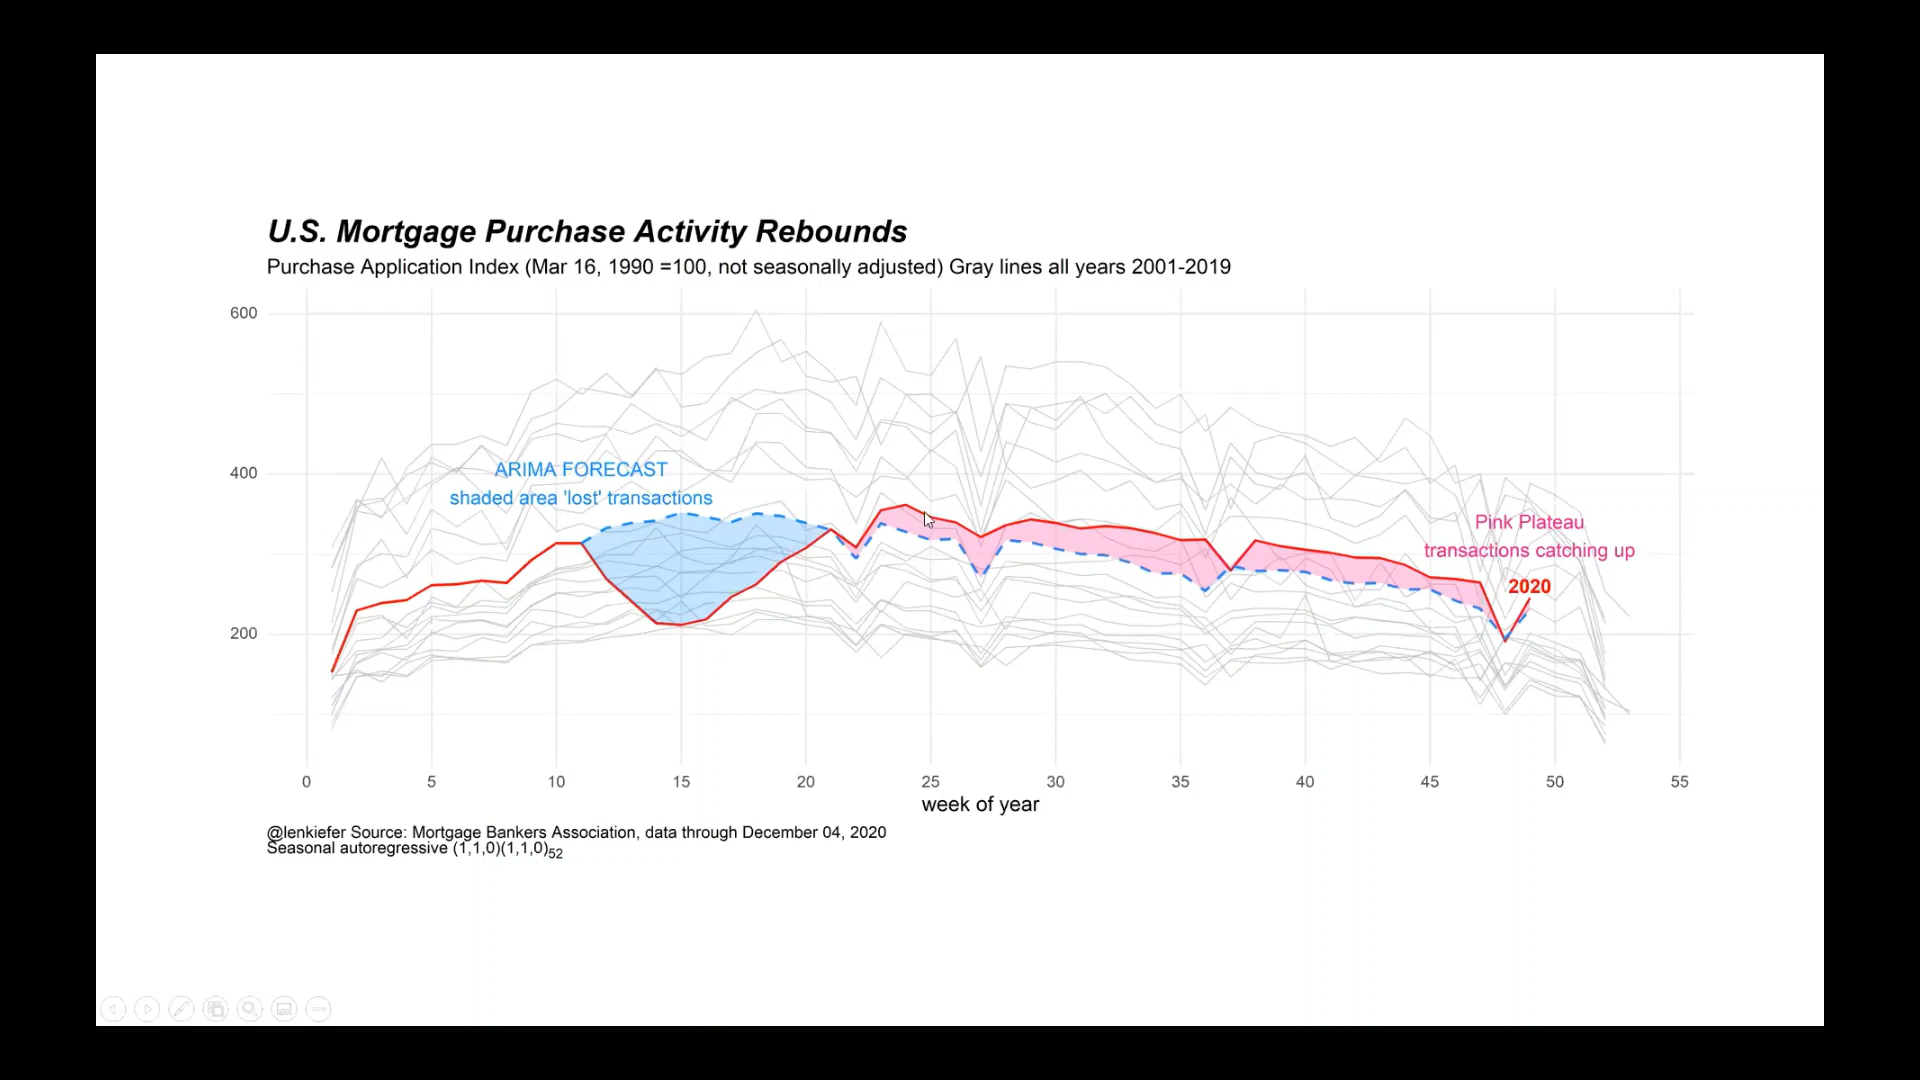 U.S. Mortgage Purchase Activity Rebounds
Purchase Application Index (Mar 16, 1990 =100, not seasonally adjusted) Gray lines all years 2001-2019
600
400
200
ARIMA FORECAST
shaded area 'lost' transactions
Pink Plateau
transactions catching up
2020
0 5 10 15 20 25 30 35 40 45 50 55
week of year
@lenkiefer Source: Mortgage Bankers Association, data through December 04, 2020
Seasonal autoregressive (1,1,0)(1,1,0)52